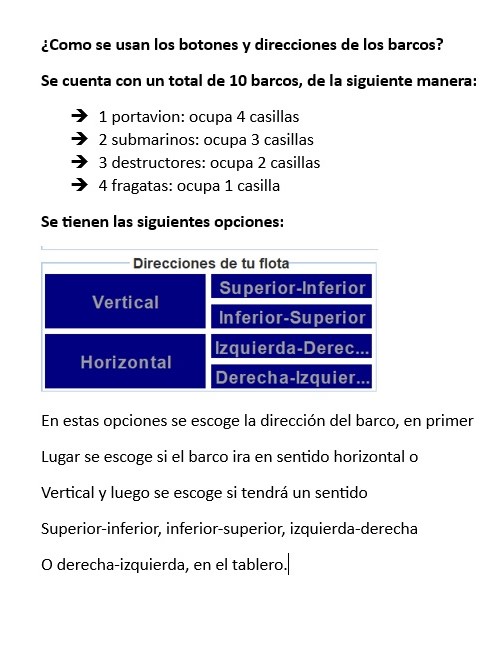 ¿Como se usan los botones y direcciones de los barcos?
Se cuenta con un total de 10 barcos, de la siguiente manera:
→ 1 portavion: ocupa 4 casillas
→ 2 submarinos: ocupa 3 casillas
→ 3 destructores: ocupa 2 casillas
→ 4 fragatas: ocupa 1 casilla
Se tienen las siguientes opciones:
Direcciones de tu flota
Vertical
Superior-Inferior
Inferior-Superior
Horizontal
Izquierda-Derec...
Derecha-Izquier...
En estas opciones se escoge la dirección del barco, en primer
Lugar se escoge si el barco ira en sentido horizontal o
Vertical y luego se escoge si tendrá un sentido
Superior-inferior, inferior-superior, izquierda-derecha
O derecha-izquierda, en el tablero.